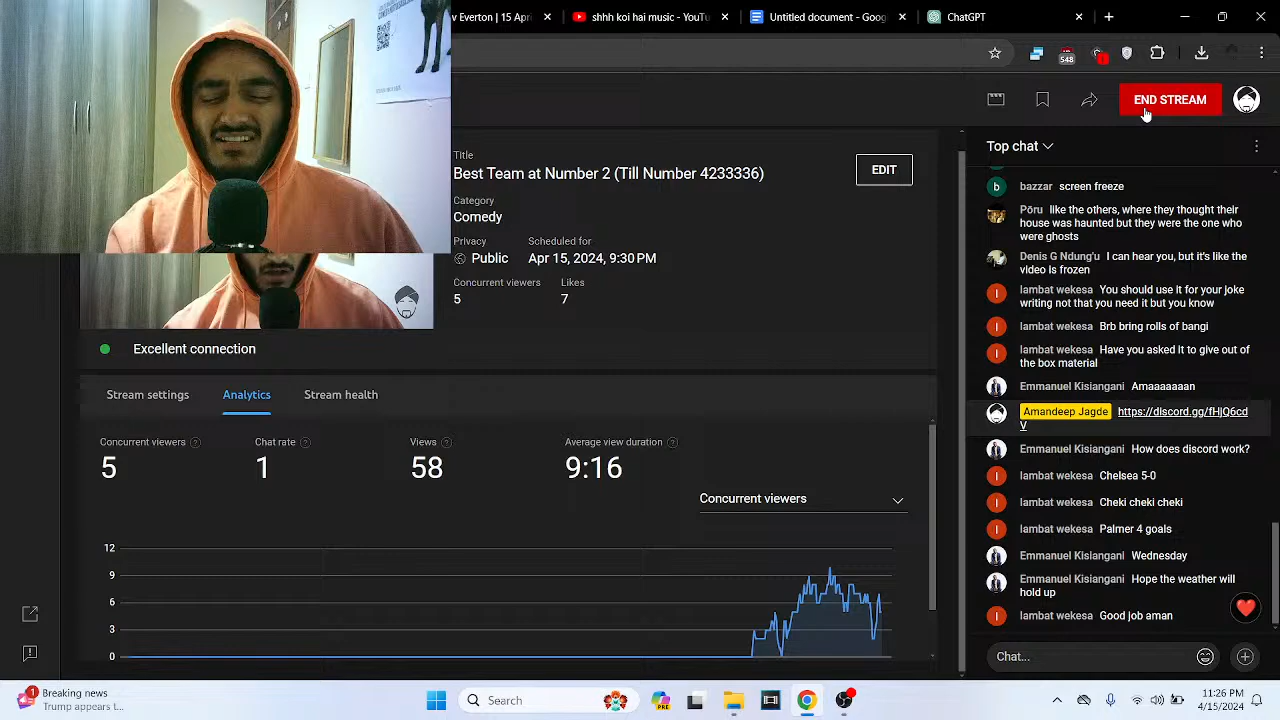 v Everton | 15 Apri
shhh koi hai music - YouTu
Untitled document - Goog
ChatGPT
548
END STREAM
Title
Best Team at Number 2 (Till Number 4233336)
EDIT
Category
Comedy
Privacy
Public
Scheduled for
Apr 15, 2024, 9:30 PM
Concurrent viewers
5
Likes
7
Excellent connection
Stream settings
Analytics
Stream health
Concurrent viewers
5
Chat rate
1
Views
58
Average view duration
9:16
Concurrent viewers
12
9
6
3
0
Top chat
bazzar screen freeze
Pōru like the others, where they thought their
house was haunted but they were the one who
were ghosts
Denis G Ndung'u I can hear you, but it's like the
video is frozen
Iambat wekesa You should use it for your joke
writing not that you need it but you know
Iambat wekesa Brb bring rolls of bangi
Iambat wekesa Have you asked it to give out of
the box material
Emmanuel Kisiangani Amaaaaaaan
Amandeep Jagde https://discord.gg/fHjQ6cd
V
Emmanuel Kisiangani How does discord work?
Iambat wekesa Chelsea 5-0
Iambat wekesa Cheki cheki cheki
Iambat wekesa Palmer 4 goals
Emmanuel Kisiangani Wednesday
Emmanuel Kisiangani Hope the weather will
hold up
Iambat wekesa Good job aman
Chat...
1
Breaking news
Trump appears t...
Search
PRE
11:26 PM
4/15/2024